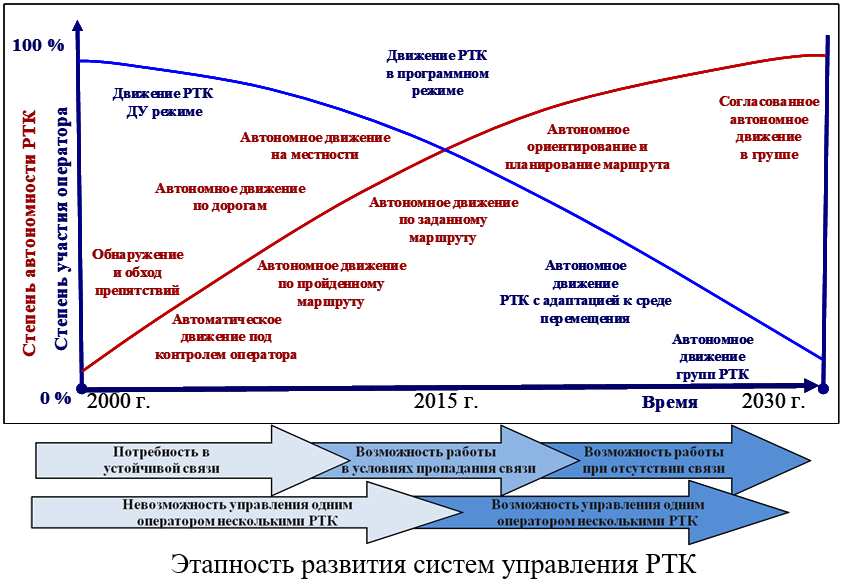 100 %
Степень автономности РТК
Степень участия оператора
0 %
Движение РТК
ДУ режиме
Движение РТК
в программном
режиме
Автономное движение
на местности
Автономное
ориентирование и
планирование маршрута
Согласованное
автономное
движение
в группе
Автономное движение
по дорогам
Автономное движение
по заданному
маршруту
Обнаружение
и обход
препятствий
Автономное движение
по пройденному
маршруту
Автономное
движение
РТК с адаптацией к среде
перемещения
Автоматическое
движение под
контролем оператора
Автономное
движение
групп РТК
2000 г.
2015 г.
Время
2030 г.
Потребность в
устойчивой связи
Возможность работы
в условиях пропадания связи
Возможность работы
при отсутствии связи
Невозможность управления одним
оператором несколькими РТК
Возможность управления одним
оператором несколькими РТК
Этапность развития систем управления РТК